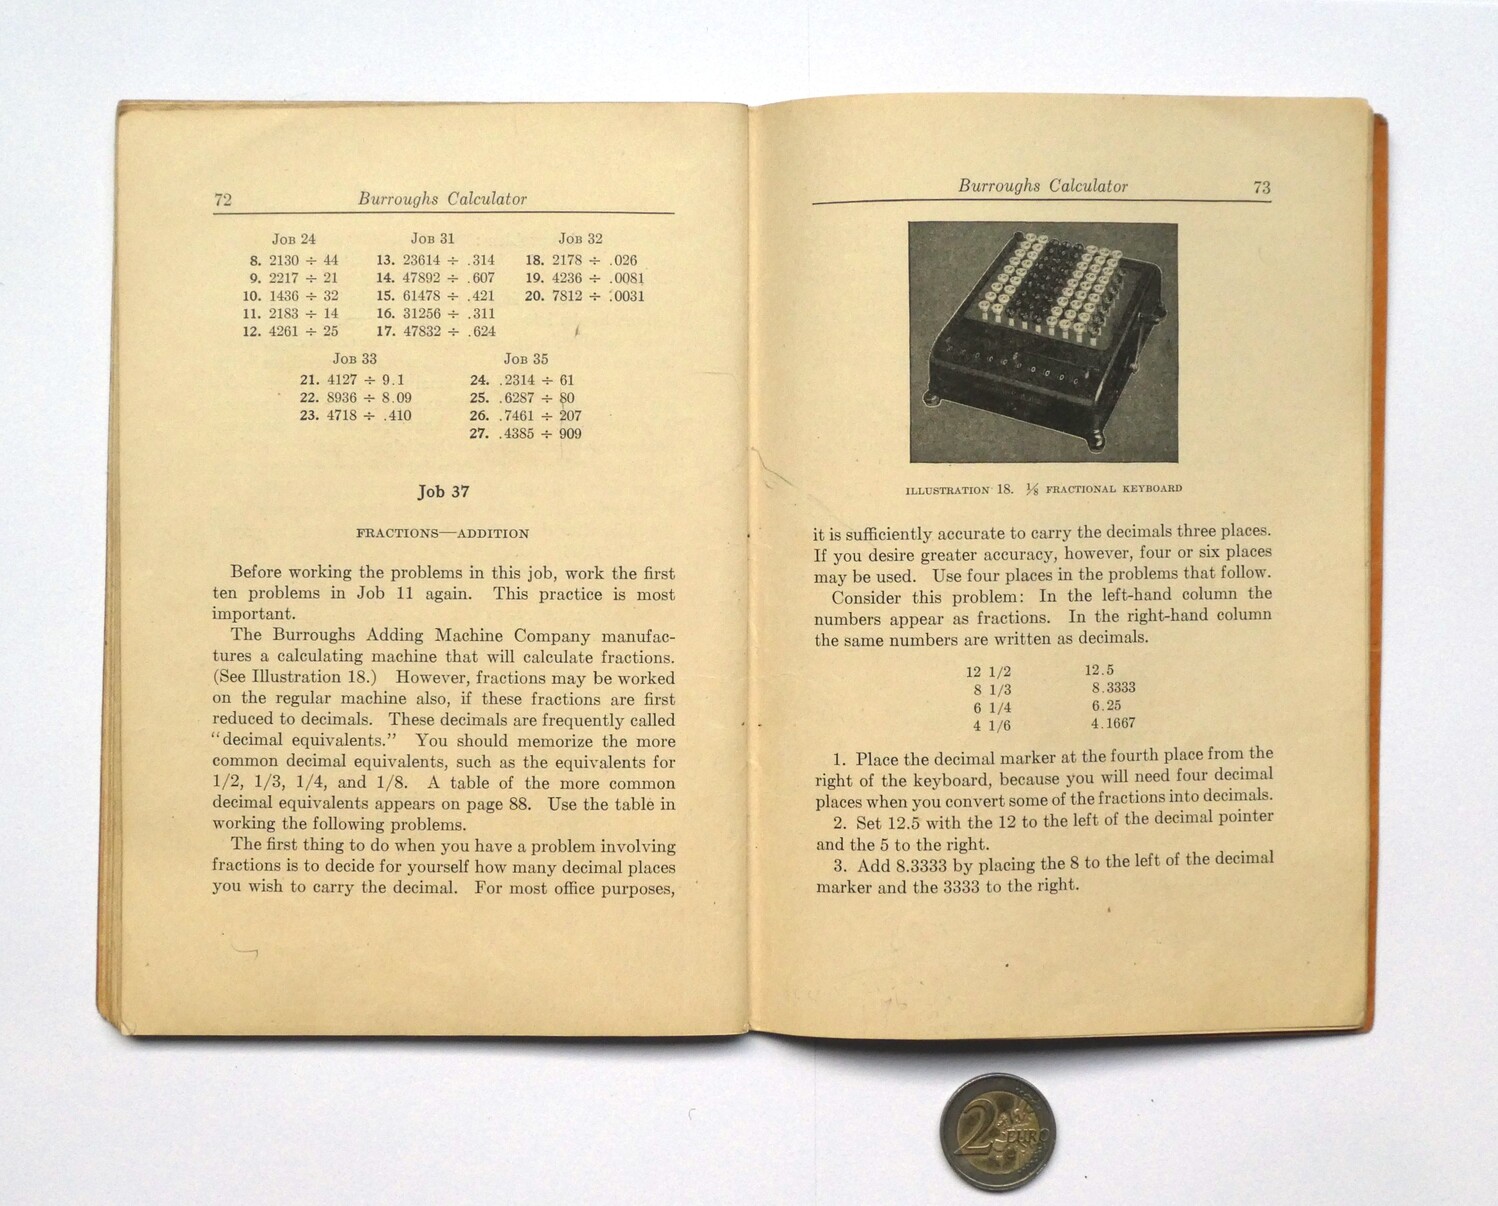 72 Burroughs Calculator
Job 24 Job 31 Job 32
8. 2130 ÷ 44 13. 23614 ÷ .314 18. 2178 ÷ .026
9. 2217 ÷ 21 14. 47892 ÷ .607 19. 4236 ÷ .0081
10. 1436 ÷ 32 15. 61478 ÷ .421 20. 7812 ÷ .0031
11. 2183 ÷ 14 16. 31256 ÷ .311
12. 4261 ÷ 25 17. 47832 ÷ .624
Job 33 Job 35
21. 4127 ÷ 9.1 24. .2314 ÷ 61
22. 8936 ÷ 8.09 25. .6287 ÷ 80
23. 4718 ÷ .410 26. .7461 ÷ 207
27. .4385 ÷ 909
Job 37
FRACTIONS—ADDITION
Before working the problems in this job, work the first
ten problems in Job 11 again. This practice is most
important.
The Burroughs Adding Machine Company manufac-
tures a calculating machine that will calculate fractions.
(See Illustration 18.) However, fractions may be worked
on the regular machine also, if these fractions are first
reduced to decimals. These decimals are frequently called
"decimal equivalents." You should memorize the more
common decimal equivalents, such as the equivalents for
1/2, 1/3, 1/4, and 1/8. A table of the more common
decimal equivalents appears on page 88. Use the table in
working the following problems.
The first thing to do when you have a problem involving
fractions is to decide for yourself how many decimal places
you wish to carry the decimal. For most office purposes,
Burroughs Calculator 73
ILLUSTRATION 18. ⅛ FRACTIONAL KEYBOARD
it is sufficiently accurate to carry the decimals three places.
If you desire greater accuracy, however, four or six places
may be used. Use four places in the problems that follow.
Consider this problem: In the left-hand column the
numbers appear as fractions. In the right-hand column
the same numbers are written as decimals.
12 1/2 12.5
8 1/3 8.3333
6 1/4 6.25
4 1/6 4.1667
1. Place the decimal marker at the fourth place from the
right of the keyboard, because you will need four decimal
places when you convert some of the fractions into decimals.
2. Set 12.5 with the 12 to the left of the decimal pointer
and the 5 to the right.
3. Add 8.3333 by placing the 8 to the left of the decimal
marker and the 3333 to the right.
2 EURO